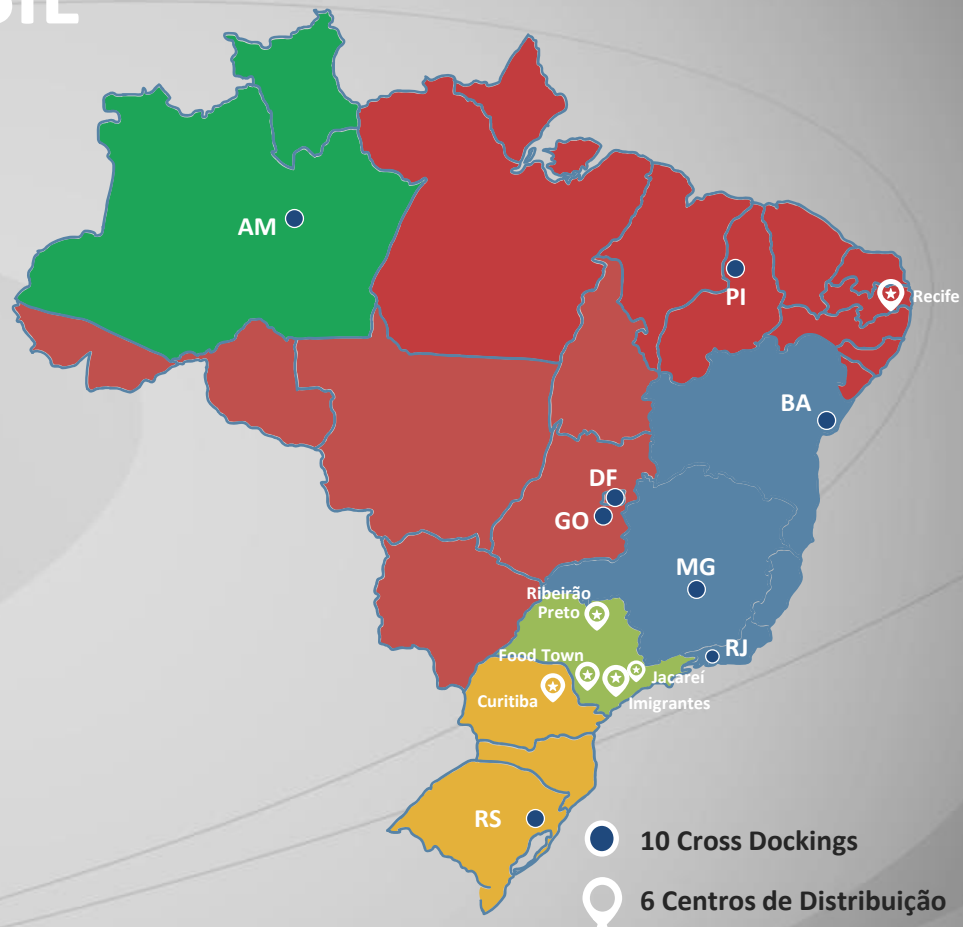 AM
PI
Recife
BA
DF
GO
MG
Ribeirão
Preto
RJ
Food Town
Jacareí
Curitiba
Imigrantes
RS
10 Cross Dockings
6 Centros de Distribuição